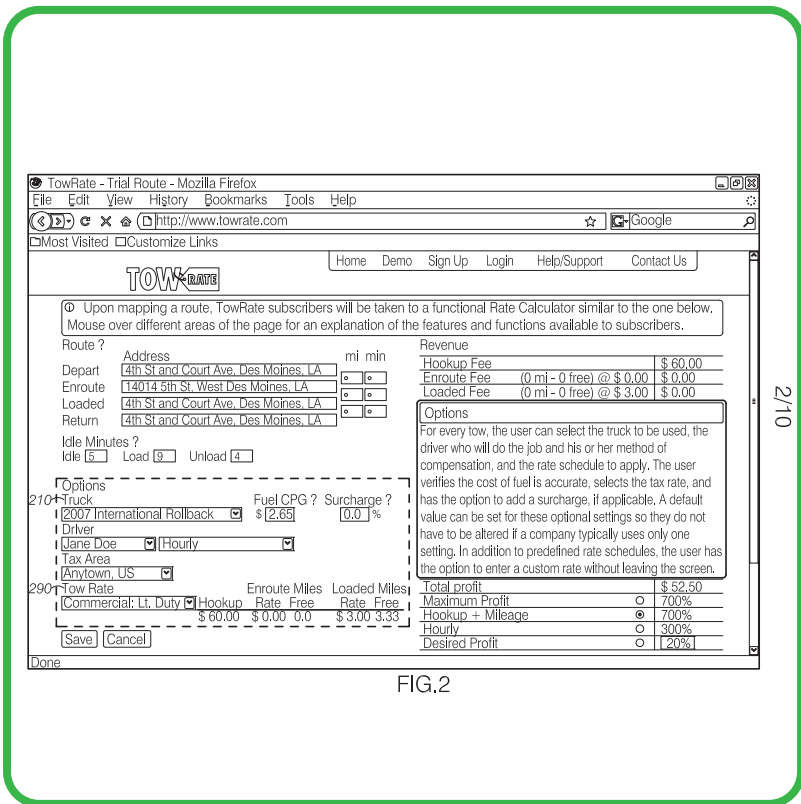 TowRate - Trial Route - Mozilla Firefox
File Edit View History Bookmarks Tools Help
http://www.towrate.com
G Google
Most Visited Customize Links
Home Demo Sign Up Login Help/Support Contact Us
TOW RATE
Upon mapping a route, TowRate subscribers will be taken to a functional Rate Calculator similar to the one below.
Mouse over different areas of the page for an explanation of the features and functions available to subscribers.
Route ?
Address mi min
Depart 4th St and Court Ave, Des Moines, LA
Enroute 14014 5th St, West Des Moines, LA
Loaded 4th St and Court Ave, Des Moines, LA
Return 4th St and Court Ave, Des Moines, LA
Idle Minutes ?
Idle 5 Load 9 Unload 4
Options
210 Truck Fuel CPG ? Surcharge ?
2007 International Rollback $ 2.65 0.0 %
Driver
Jane Doe Hourly
Tax Area
Anytown, US
290 Tow Rate Enroute Miles Loaded Miles
Commercial: Lt. Duty Hookup Rate Free Rate Free
$ 60.00 $ 0.00 0.0 $ 3.00 3.33
Save Cancel
Revenue
Hookup Fee $ 60,00
Enroute Fee (0 mi - 0 free) @ $ 0.00 $ 0.00
Loaded Fee (0 mi - 0 free) @ $ 3.00 $ 0.00
Options
For every tow, the user can select the truck to be used, the
driver who will do the job and his or her method of
compensation, and the rate schedule to apply. The user
verifies the cost of fuel is accurate, selects the tax rate, and
has the option to add a surcharge, if applicable. A default
value can be set for these optional settings so they do not
have to be altered if a company typically uses only one
setting. In addition to predefined rate schedules, the user has
the option to enter a custom rate without leaving the screen.
Total profit $ 52.50
Maximum Profit 700%
Hookup + Mileage 700%
Hourly 300%
Desired Profit 20%
Done
FIG.2
2/10